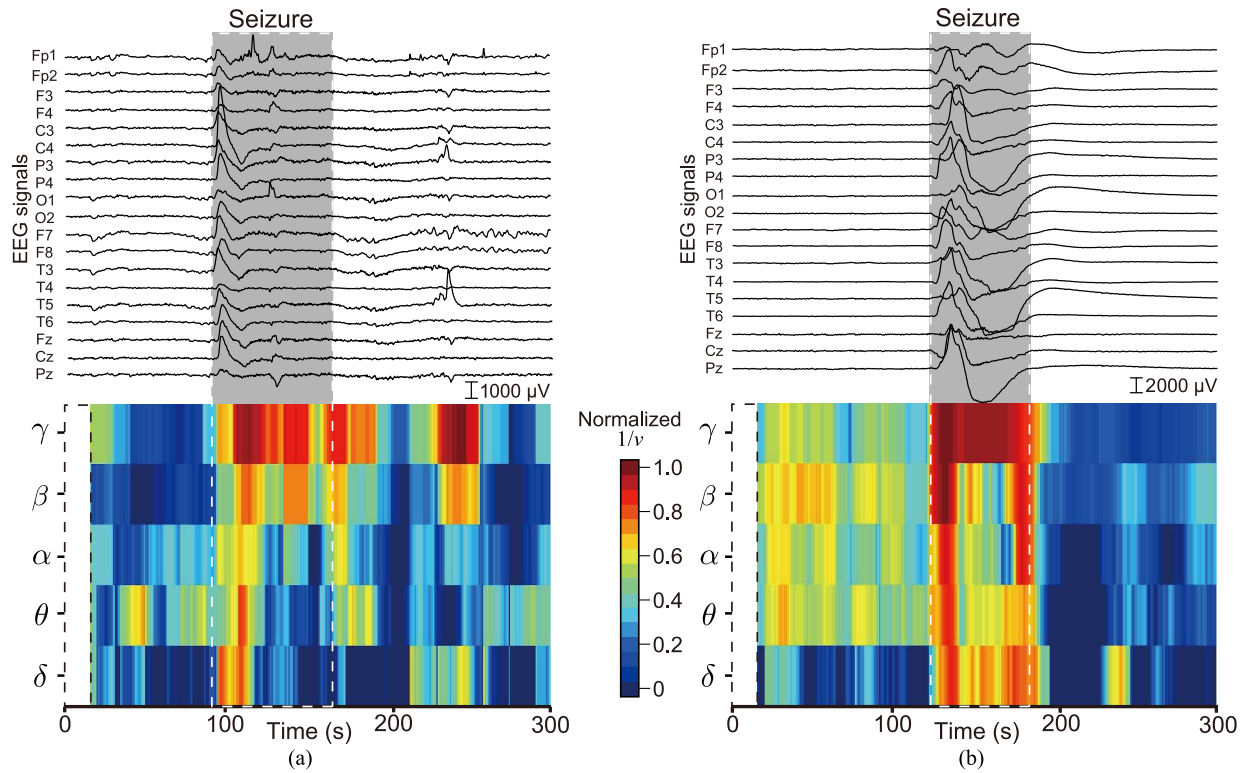 Seizure
EEG signals
Fp1
Fp2
F3
F4
C3
C4
P3
P4
O1
O2
F7
F8
T3
T4
T5
T6
Fz
Cz
Pz
1000 μV
γ
β
α
θ
δ
0
100
200
300
Time (s)
(a)
Normalized
1/v
1.0
0.8
0.6
0.4
0.2
0
Seizure
EEG signals
Fp1
Fp2
F3
F4
C3
C4
P3
P4
O1
O2
F7
F8
T3
T4
T5
T6
Fz
Cz
Pz
2000 μV
γ
β
α
θ
δ
0
100
200
300
Time (s)
(b)